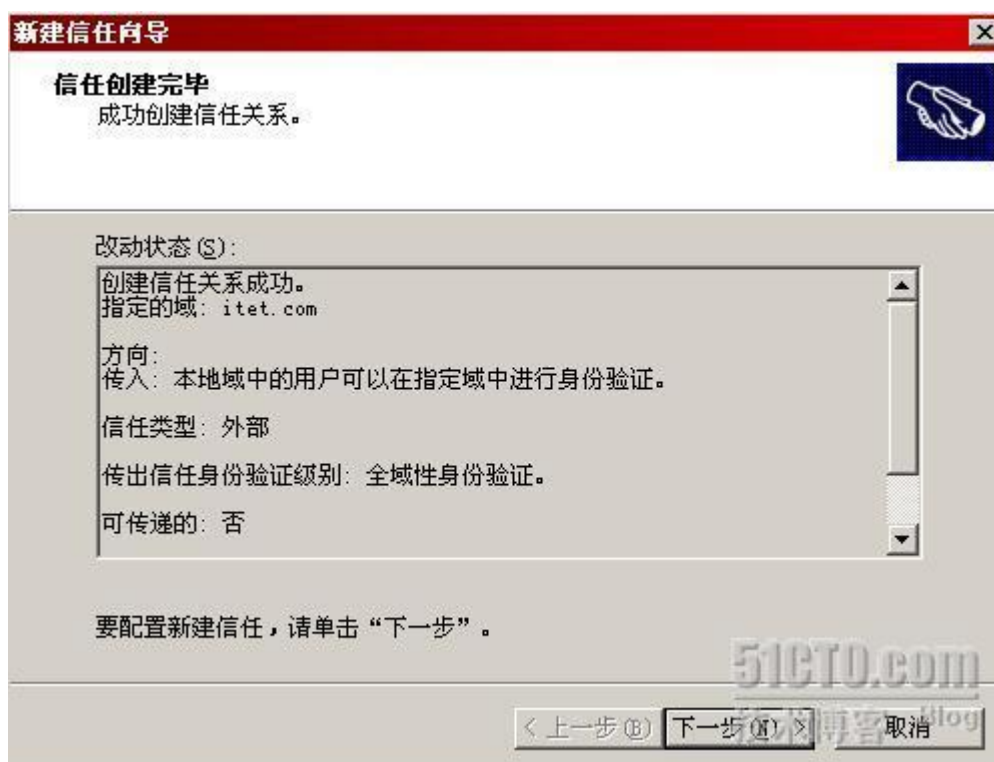 新建信任向导
信任创建完毕
成功创建信任关系。
改动状态(S):
创建信任关系成功。
指定的域: itet.com
方向:
传入: 本地域中的用户可以在指定域中进行身份验证。
信任类型: 外部
传出信任身份验证级别: 全域性身份验证。
可传递的: 否
要配置新建信任，请单击“下一步”。
51CTO.com
技术博客 Blog
< 上一步(B) 下一步(N) > 取消